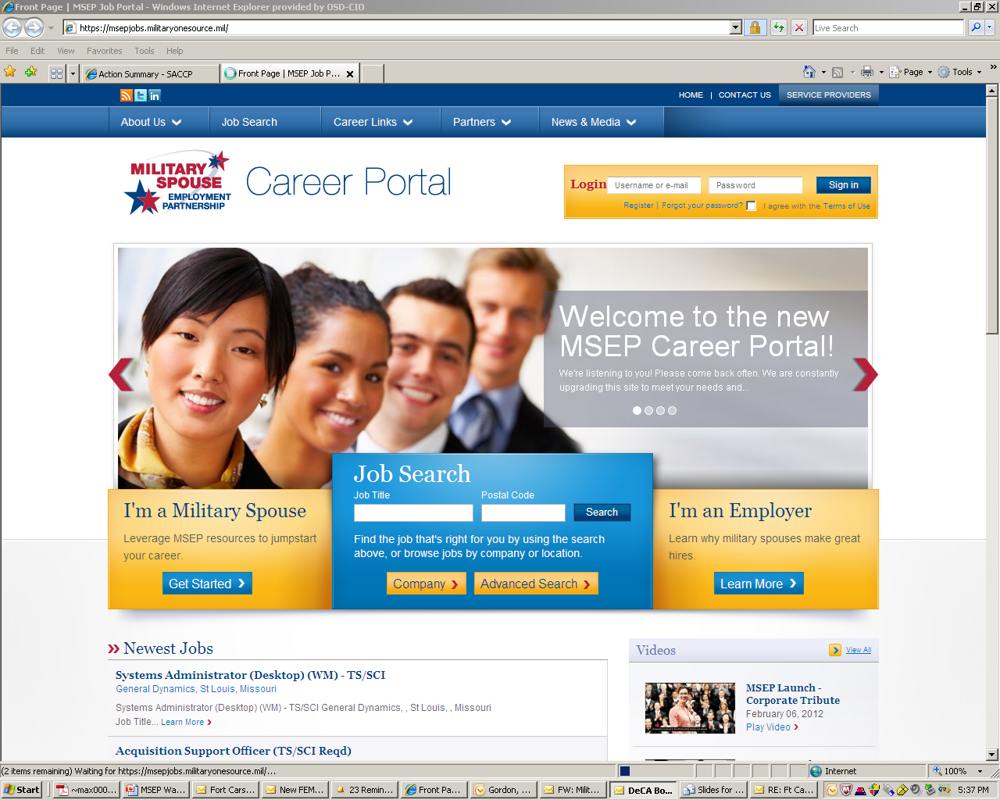 Front Page | MSEP Job Portal - Windows Internet Explorer provided by OSD-CIO
https://msepjobs.militaryonesource.mil/
Live Search
File Edit View Favorites Tools Help
Action Summary - SACCP
Front Page | MSEP Job P...
Page Tools
HOME | CONTACT US SERVICE PROVIDERS
About Us Job Search Career Links Partners News & Media
MILITARY
SPOUSE
EMPLOYMENT
PARTNERSHIP
Career Portal
Login Username or e-mail Password Sign in
Register | Forgot your password? I agree with the Terms of Use
Welcome to the new
MSEP Career Portal!
We're listening to you! Please come back often. We are constantly
upgrading this site to meet your needs and...
I'm a Military Spouse
Leverage MSEP resources to jumpstart
your career.
Get Started
Job Search
Job Title Postal Code
Search
Find the job that's right for you by using the search
above, or browse jobs by company or location.
Company Advanced Search
I'm an Employer
Learn why military spouses make great
hires.
Learn More
Newest Jobs
Systems Administrator (Desktop) (WM) - TS/SCI
General Dynamics, St Louis, Missouri
Systems Administrator (Desktop) (WM) - TS/SCI General Dynamics, , St Louis, , Missouri
Job Title... Learn More
Acquisition Support Officer (TS/SCI Reqd)
Videos View All
MSEP Launch -
Corporate Tribute
February 06, 2012
Play Video
(2 items remaining) Waiting for https://msepjobs.militaryonesource.mil/...
Internet 100%
Start ~max000... MSEP Wa... Fort Cars... New FEM... 23 Remin... Front Pa... Gordon, ... FW: Milit... DeCA Bo... Slides for ... RE: Ft Ca... 5:37 PM